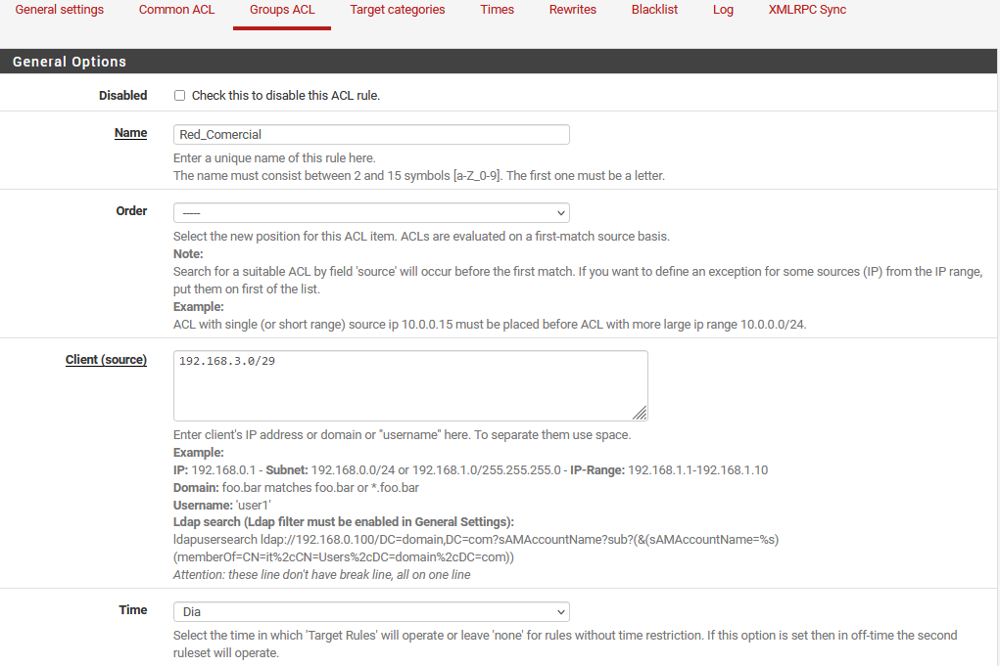 General settings Common ACL Groups ACL Target categories Times Rewrites Blacklist Log XMLRPC Sync
General Options
Disabled Check this to disable this ACL rule.
Name Red_Comercial
Enter a unique name of this rule here.
The name must consist between 2 and 15 symbols [a-Z_0-9]. The first one must be a letter.
Order -----
Select the new position for this ACL item. ACLs are evaluated on a first-match source basis.
Note:
Search for a suitable ACL by field 'source' will occur before the first match. If you want to define an exception for some sources (IP) from the IP range,
put them on first of the list.
Example:
ACL with single (or short range) source ip 10.0.0.15 must be placed before ACL with more large ip range 10.0.0.0/24.
Client (source) 192.168.3.0/29
Enter client's IP address or domain or "username" here. To separate them use space.
Example:
IP: 192.168.0.1 - Subnet: 192.168.0.0/24 or 192.168.1.0/255.255.255.0 - IP-Range: 192.168.1.1-192.168.1.10
Domain: foo.bar matches foo.bar or *.foo.bar
Username: 'user1'
Ldap search (Ldap filter must be enabled in General Settings):
ldapusersearch ldap://192.168.0.100/DC=domain,DC=com?sAMAccountName?sub?(&(sAMAccountName=%s)
(memberOf=CN=it%2cCN=Users%2cDC=domain%2cDC=com))
Attention: these line don't have break line, all on one line
Time Dia
Select the time in which 'Target Rules' will operate or leave 'none' for rules without time restriction. If this option is set then in off-time the second
ruleset will operate.